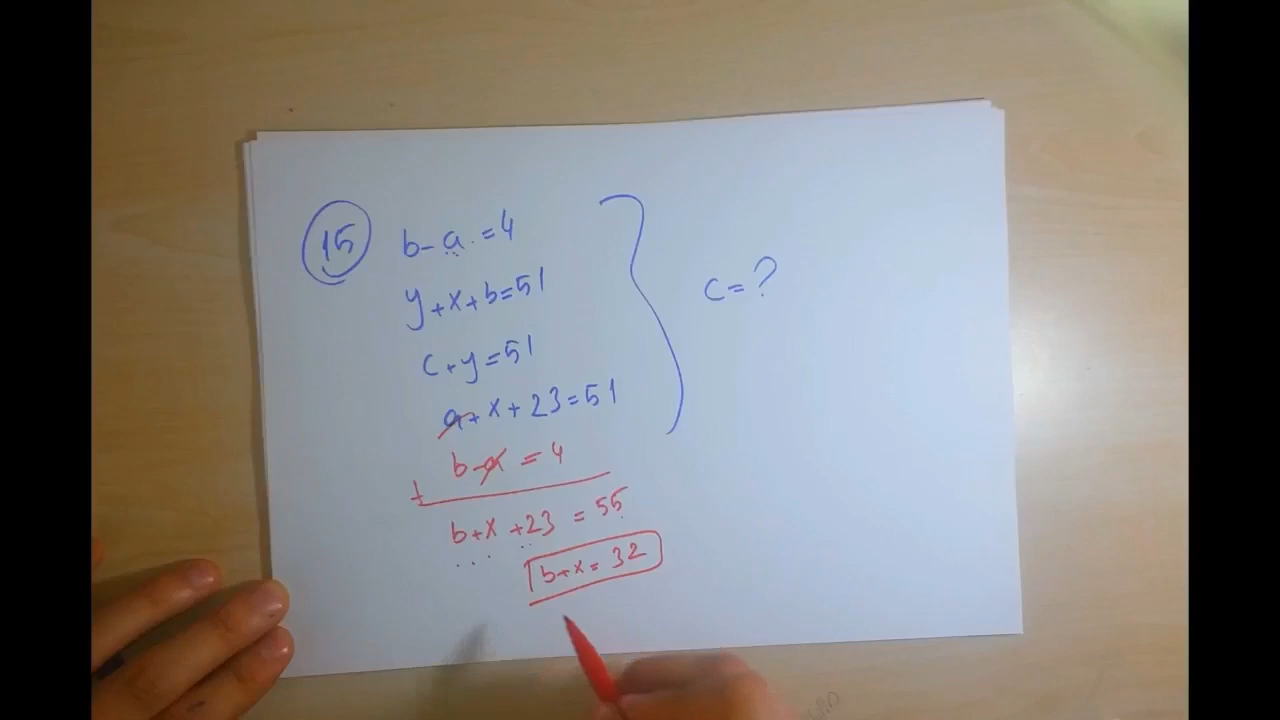 15
b-a=4
y+x+b=51
c+y=51
a+x+23=51
b-a=4
+
b+x+23=55
b+x=32
c=?